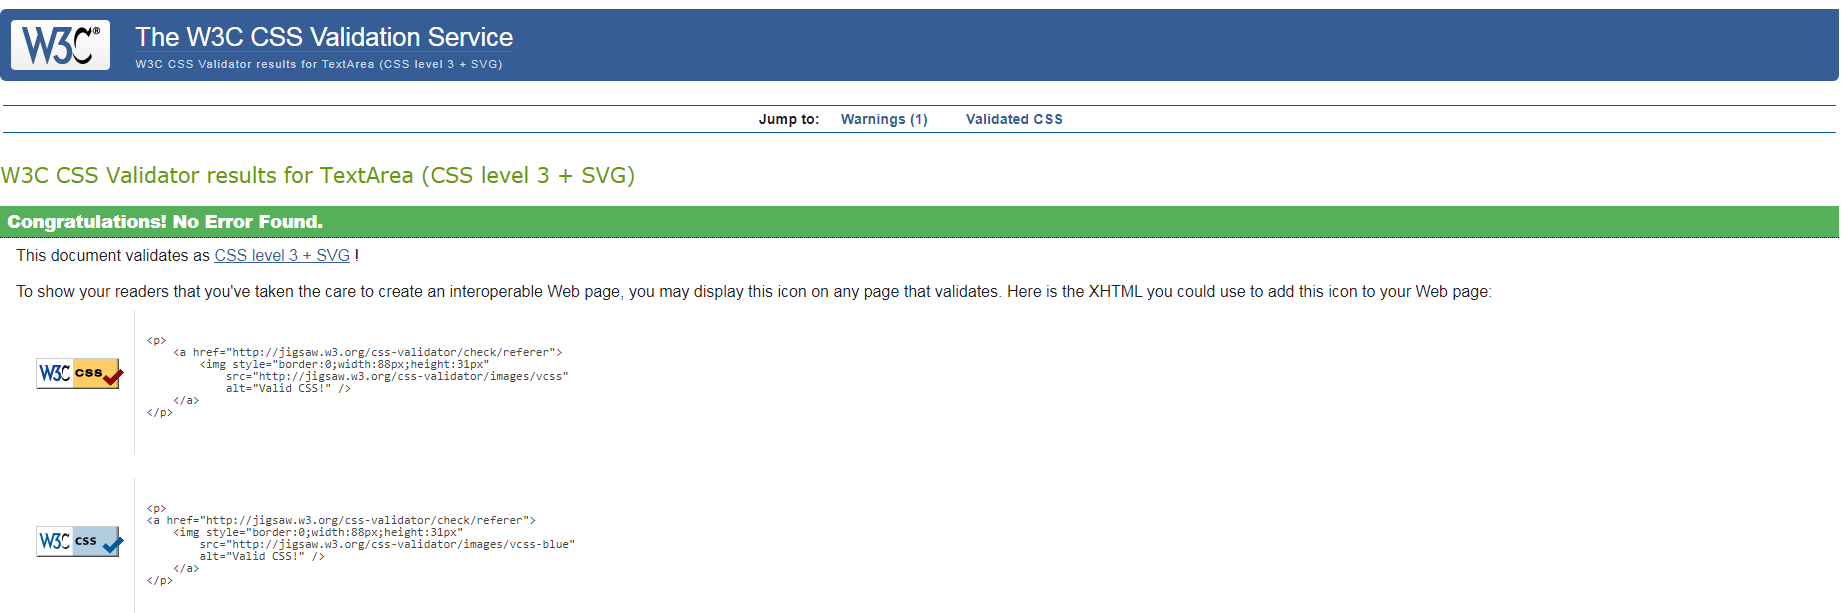 W3C®
The W3C CSS Validation Service
W3C CSS Validator results for TextArea (CSS level 3 + SVG)
Jump to: Warnings (1) Validated CSS
W3C CSS Validator results for TextArea (CSS level 3 + SVG)
Congratulations! No Error Found.
This document validates as CSS level 3 + SVG !
To show your readers that you've taken the care to create an interoperable Web page, you may display this icon on any page that validates. Here is the XHTML you could use to add this icon to your Web page:
W3C css
<p>
<a href="http://jigsaw.w3.org/css-validator/check/referer">
<img style="border:0;width:88px;height:31px"
src="http://jigsaw.w3.org/css-validator/images/vcss"
alt="Valid CSS!" />
</a>
</p>
W3C css
<p>
<a href="http://jigsaw.w3.org/css-validator/check/referer">
<img style="border:0;width:88px;height:31px"
src="http://jigsaw.w3.org/css-validator/images/vcss-blue"
alt="Valid CSS!" />
</a>
</p>